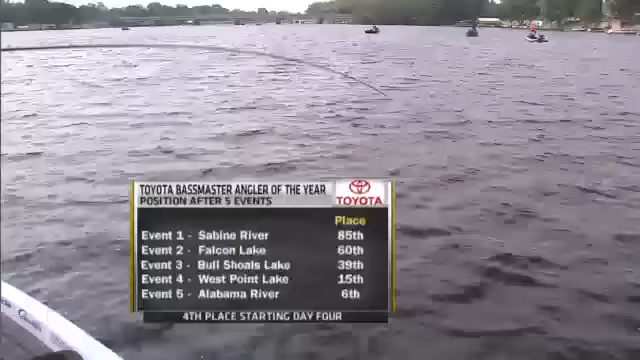 TOYOTA BASSMASTER ANGLER OF THE YEAR
POSITION AFTER 5 EVENTS
TOYOTA
Place
Event 1 - Sabine River 85th
Event 2 - Falcon Lake 60th
Event 3 - Bull Shoals Lake 39th
Event 4 - West Point Lake 15th
Event 5 - Alabama River 6th
4TH PLACE STARTING DAY FOUR